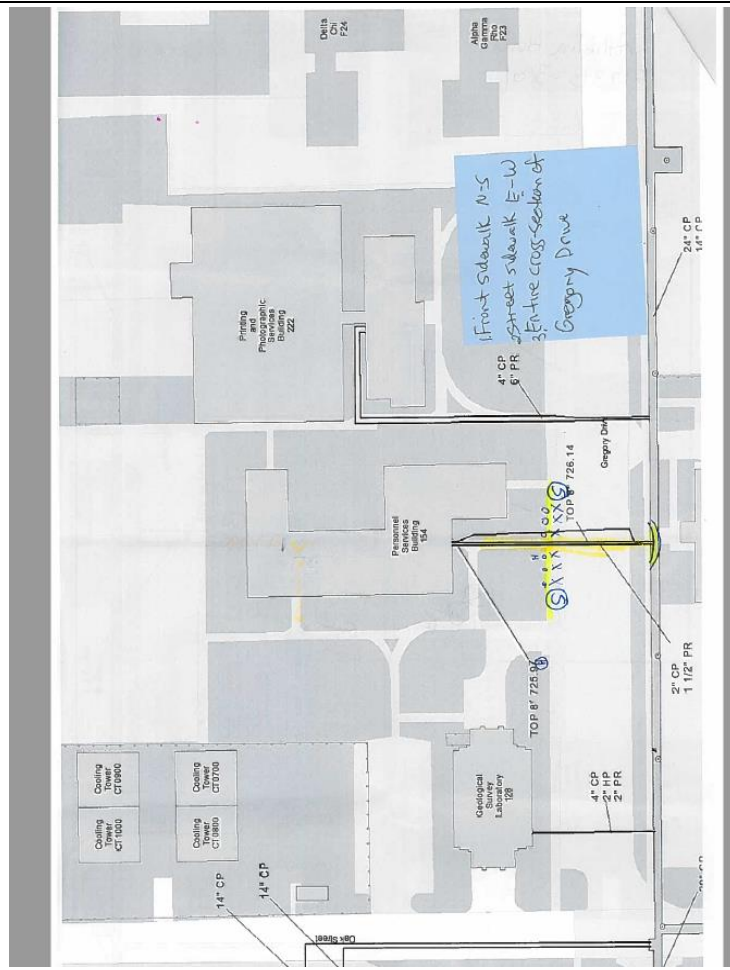 Delta
Chi
F24
Alpha
Gamma
Rho
F23
1. Front sidewalk N-S
2 street sidewalk E-W
3, Entire cross-section of
Gregory Drive
24" CP
14" CP
Printing
and
Photographic
Services
Building
222
4" CP
6" PR
Gregory Drive
TOP 8' 726.14
Personnel
Services
Building
154
S X X X X X X X X S
2" CP
1 1/2" PR
TOP 8' 725.97
H
Geological
Survey
Laboratory
128
4" CP
2" HP
2" PR
Cooling
Tower
CT0900
Cooling
Tower
CT0700
Cooling
Tower
CT1000
Cooling
Tower
CT0800
14" CP
14" CP
Oak Street